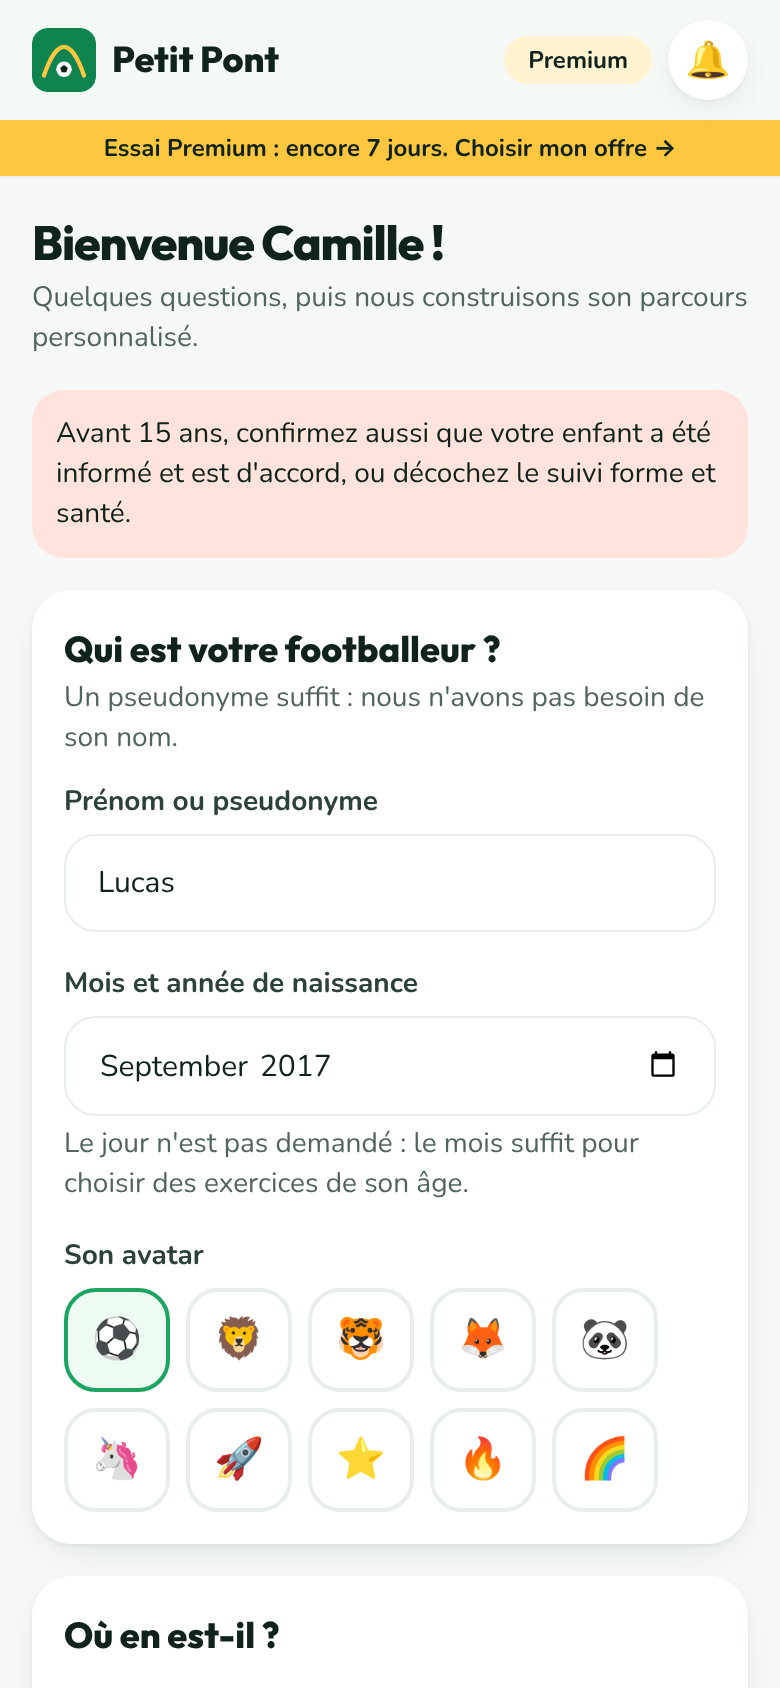 Petit Pont
Premium
Essai Premium : encore 7 jours. Choisir mon offre →
Bienvenue Camille !
Quelques questions, puis nous construisons son parcours
personnalisé.
Avant 15 ans, confirmez aussi que votre enfant a été
informé et est d'accord, ou décochez le suivi forme et
santé.
Qui est votre footballeur ?
Un pseudonyme suffit : nous n'avons pas besoin de
son nom.
Prénom ou pseudonyme
Lucas
Mois et année de naissance
September 2017
Le jour n'est pas demandé : le mois suffit pour
choisir des exercices de son âge.
Son avatar
Où en est-il ?